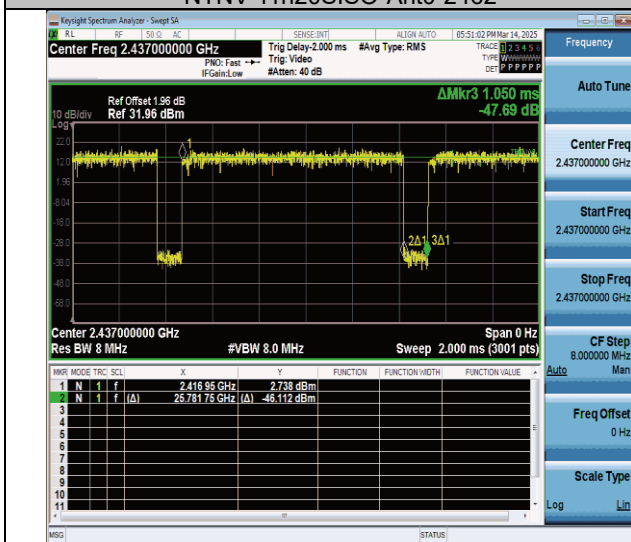 Keysight Spectrum Analyzer - Swept SA
RL RF 50 Ω AC SENSE:INT ALIGN AUTO 05:51:02 PM Mar 14, 2025
Center Freq 2.437000000 GHz
PNO: Fast
IFGain:Low
Trig Delay-2.000 ms
Trig: Video
#Atten: 40 dB
#Avg Type: RMS
TRACE 1 2 3 4 5 6
TYPE WWWWWW
DET P P P P P P
Frequency
Auto Tune
Center Freq
2.437000000 GHz
Start Freq
2.437000000 GHz
Stop Freq
2.437000000 GHz
CF Step
8.000000 MHz
Auto Man
Freq Offset
0 Hz
Scale Type
Log Lin
Ref Offset 1.96 dB
10 dB/div Ref 31.96 dBm
Log
ΔMkr3 1.050 ms
-47.69 dB
22.0
12.0
1.96
-8.04
-18.0
-28.0
-38.0
-48.0
-58.0
1
2Δ1 3Δ1
Center 2.437000000 GHz Span 0 Hz
Res BW 8 MHz #VBW 8.0 MHz Sweep 2.000 ms (3001 pts)
MKR MODE TRC SCL X Y FUNCTION FUNCTION WIDTH FUNCTION VALUE
1 N 1 f 2.416 95 GHz 2.738 dBm
2 N 1 f (Δ) 25.781 75 GHz (Δ) -46.112 dBm
3
4
5
6
7
8
9
10
11
MSG STATUS